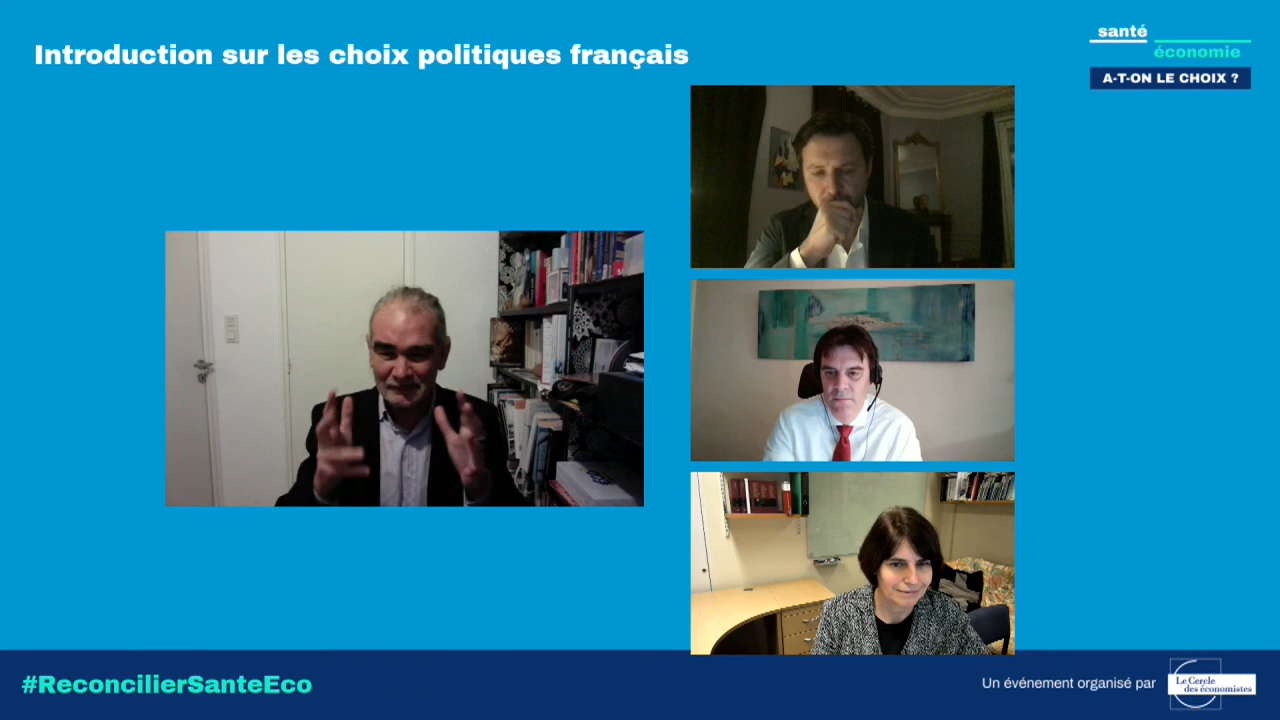 Introduction sur les choix politiques français
santé
économie
A-T-ON LE CHOIX ?
#ReconcilierSanteEco
Un événement organisé par
Le Cercle
des économistes